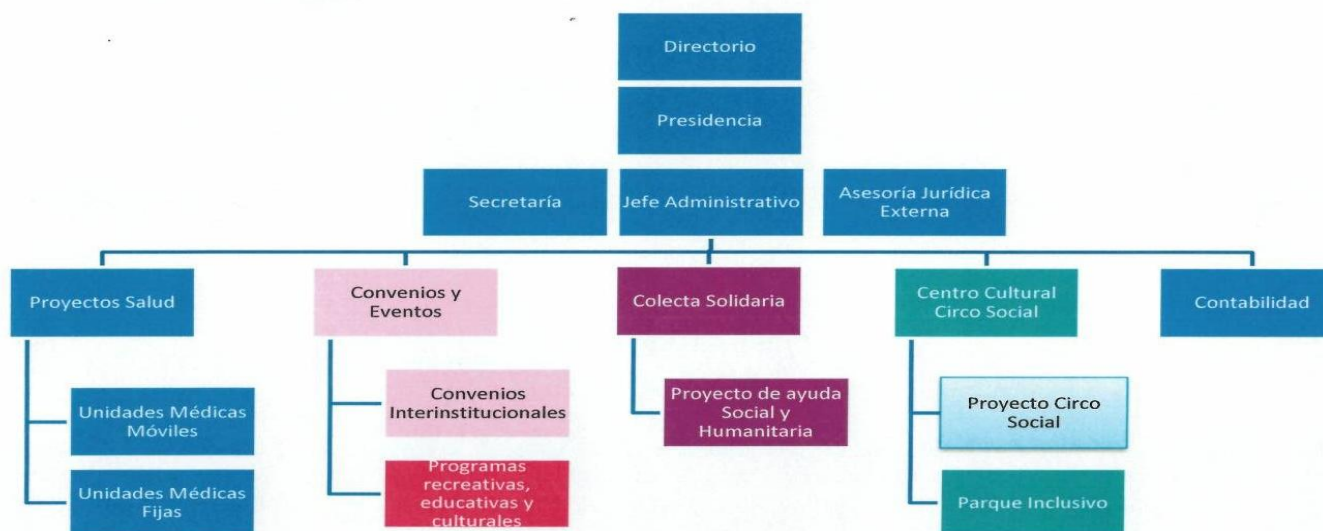 Directorio
Presidencia
Secretaría
Jefe Administrativo
Asesoría Jurídica
Externa
Proyectos Salud
Convenios y
Eventos
Colecta Solidaria
Centro Cultural
Circo Social
Contabilidad
Unidades Médicas
Móviles
Unidades Médicas
Fijas
Convenios
Interinstitucionales
Programas
recreativas,
educativas y
culturales
Proyecto de ayuda
Social y
Humanitaria
Proyecto Circo
Social
Parque Inclusivo